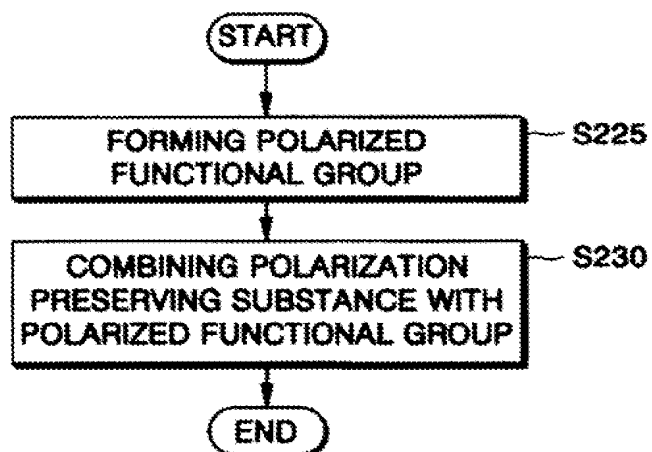 START
FORMING POLARIZED
FUNCTIONAL GROUP
S225
COMBINING POLARIZATION
PRESERVING SUBSTANCE WITH
POLARIZED FUNCTIONAL GROUP
S230
END